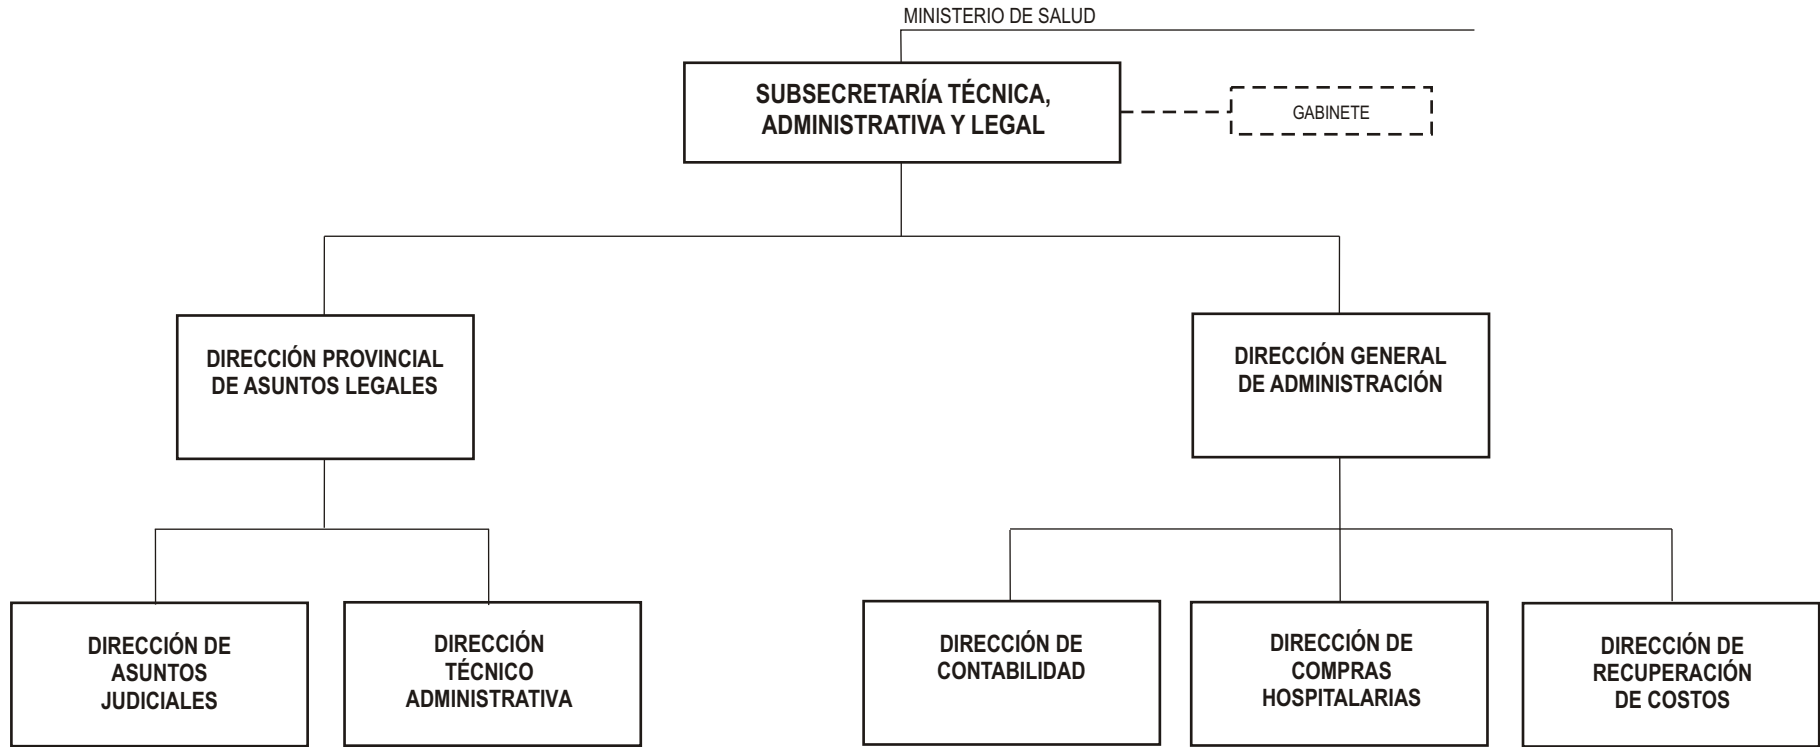 MINISTERIO DE SALUD
SUBSECRETARÍA TÉCNICA,
ADMINISTRATIVA Y LEGAL
GABINETE
DIRECCIÓN PROVINCIAL
DE ASUNTOS LEGALES
DIRECCIÓN GENERAL
DE ADMINISTRACIÓN
DIRECCIÓN DE
ASUNTOS
JUDICIALES
DIRECCIÓN
TÉCNICO
ADMINISTRATIVA
DIRECCIÓN DE
CONTABILIDAD
DIRECCIÓN DE
COMPRAS
HOSPITALARIAS
DIRECCIÓN DE
RECUPERACIÓN
DE COSTOS